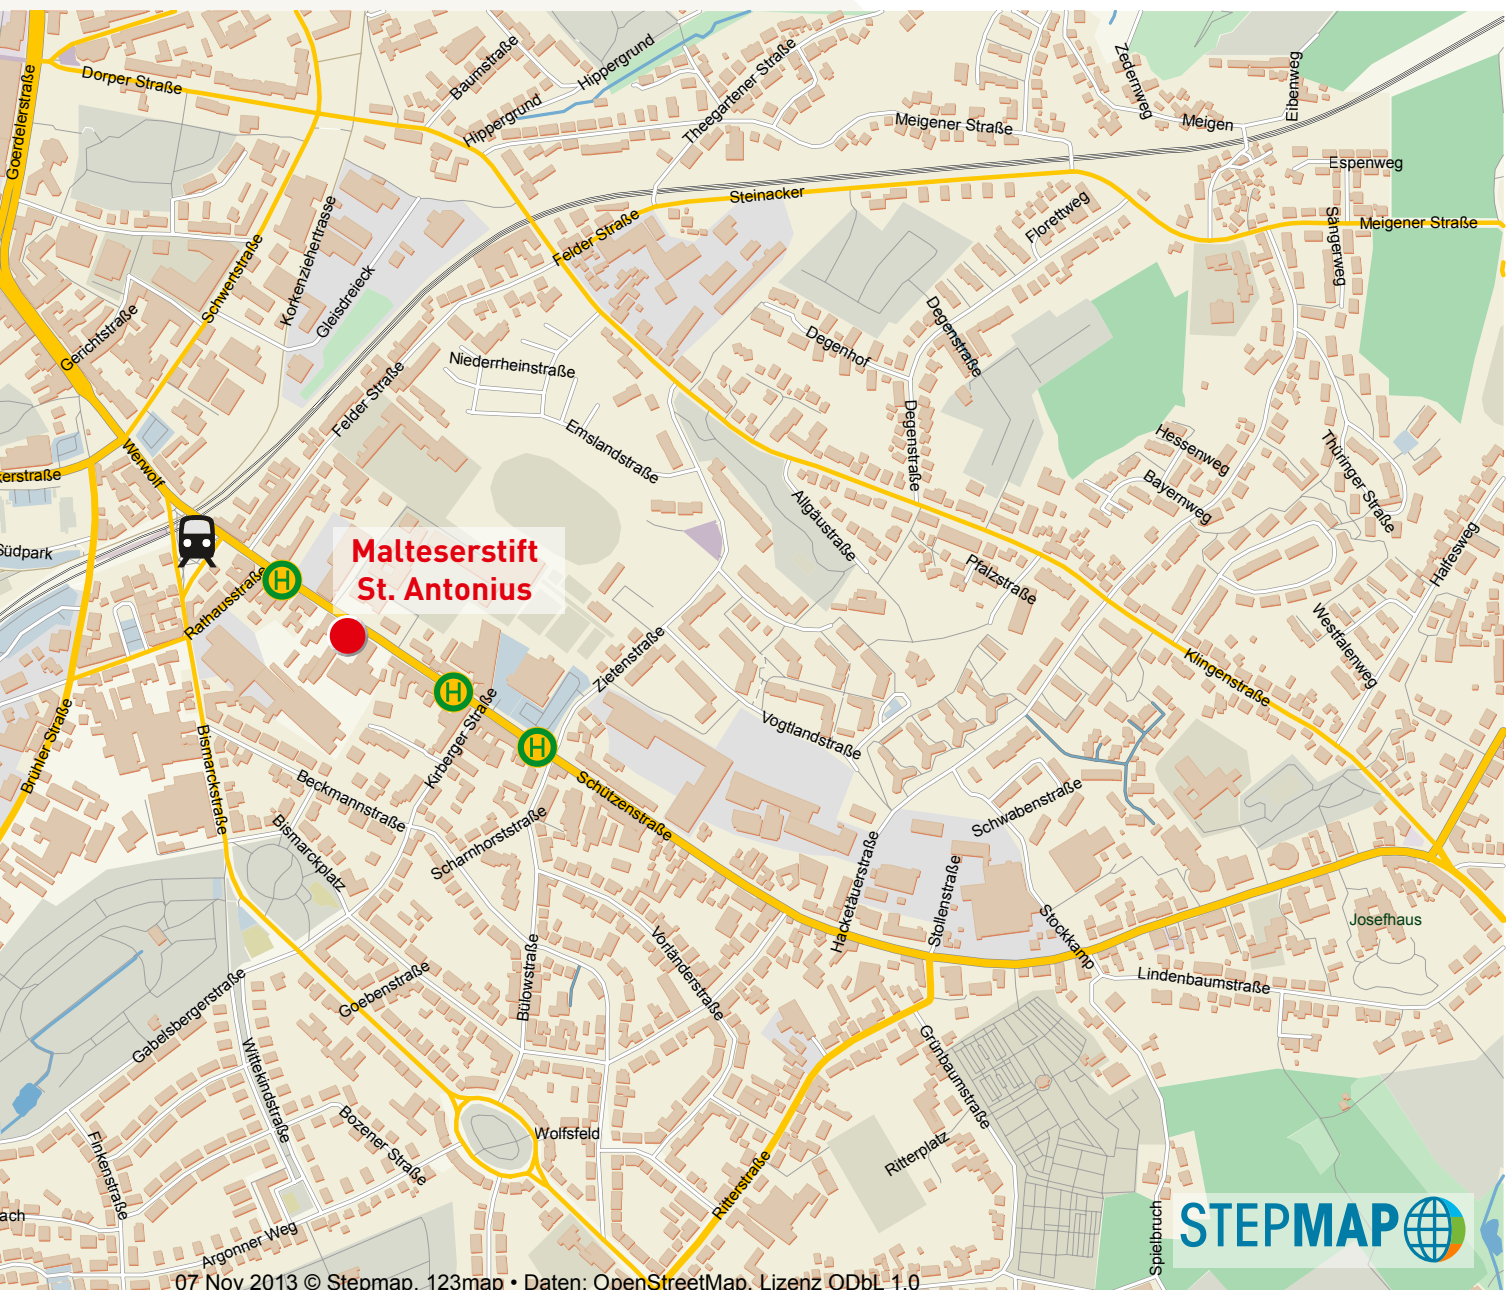 Dorper Straße
Goerdelerstraße
Baumstraße
Hippergrund
Hippergrund
Theegartener Straße
Meigener Straße
Zedernweg
Meigen
Eibenweg
Espenweg
Sängerweg
Meigener Straße
Steinacker
Felder Straße
Florettweg
Korkenziehertrasse
Schwertstraße
Gleisdreieck
Gerichtstraße
Degenhof
Degenstraße
Degenstraße
Niederrheinstraße
Felder Straße
Emslandstraße
Werwolf
kerstraße
Südpark
Hessenweg
Bayernweg
Thüringer Straße
Halfesweg
Allgäustraße
Pfalzstraße
Westfalenweg
Klingenstraße
Malteserstift
St. Antonius
H
Rathausstraße
H
H
Zietenstraße
Vogtlandstraße
Kirberger Straße
Brühler Straße
Bismarckstraße
Beckmannstraße
Bismarckplatz
Scharnhorststraße
Schützenstraße
Schwabenstraße
Hacketäuerstraße
Stollenstraße
Stockkamp
Josefhaus
Lindenbaumstraße
Vorländerstraße
Bülowstraße
Goebenstraße
Gabelsbergerstraße
Wittekindstraße
Bozener Straße
Finkenstraße
Argonner Weg
ach
Wolfsfeld
Ritterstraße
Ritterplatz
Grünbaumstraße
Spielbruch
STEPMAP
07 Nov 2013 © Stepmap, 123map • Daten: OpenStreetMap, Lizenz ODbL 1.0